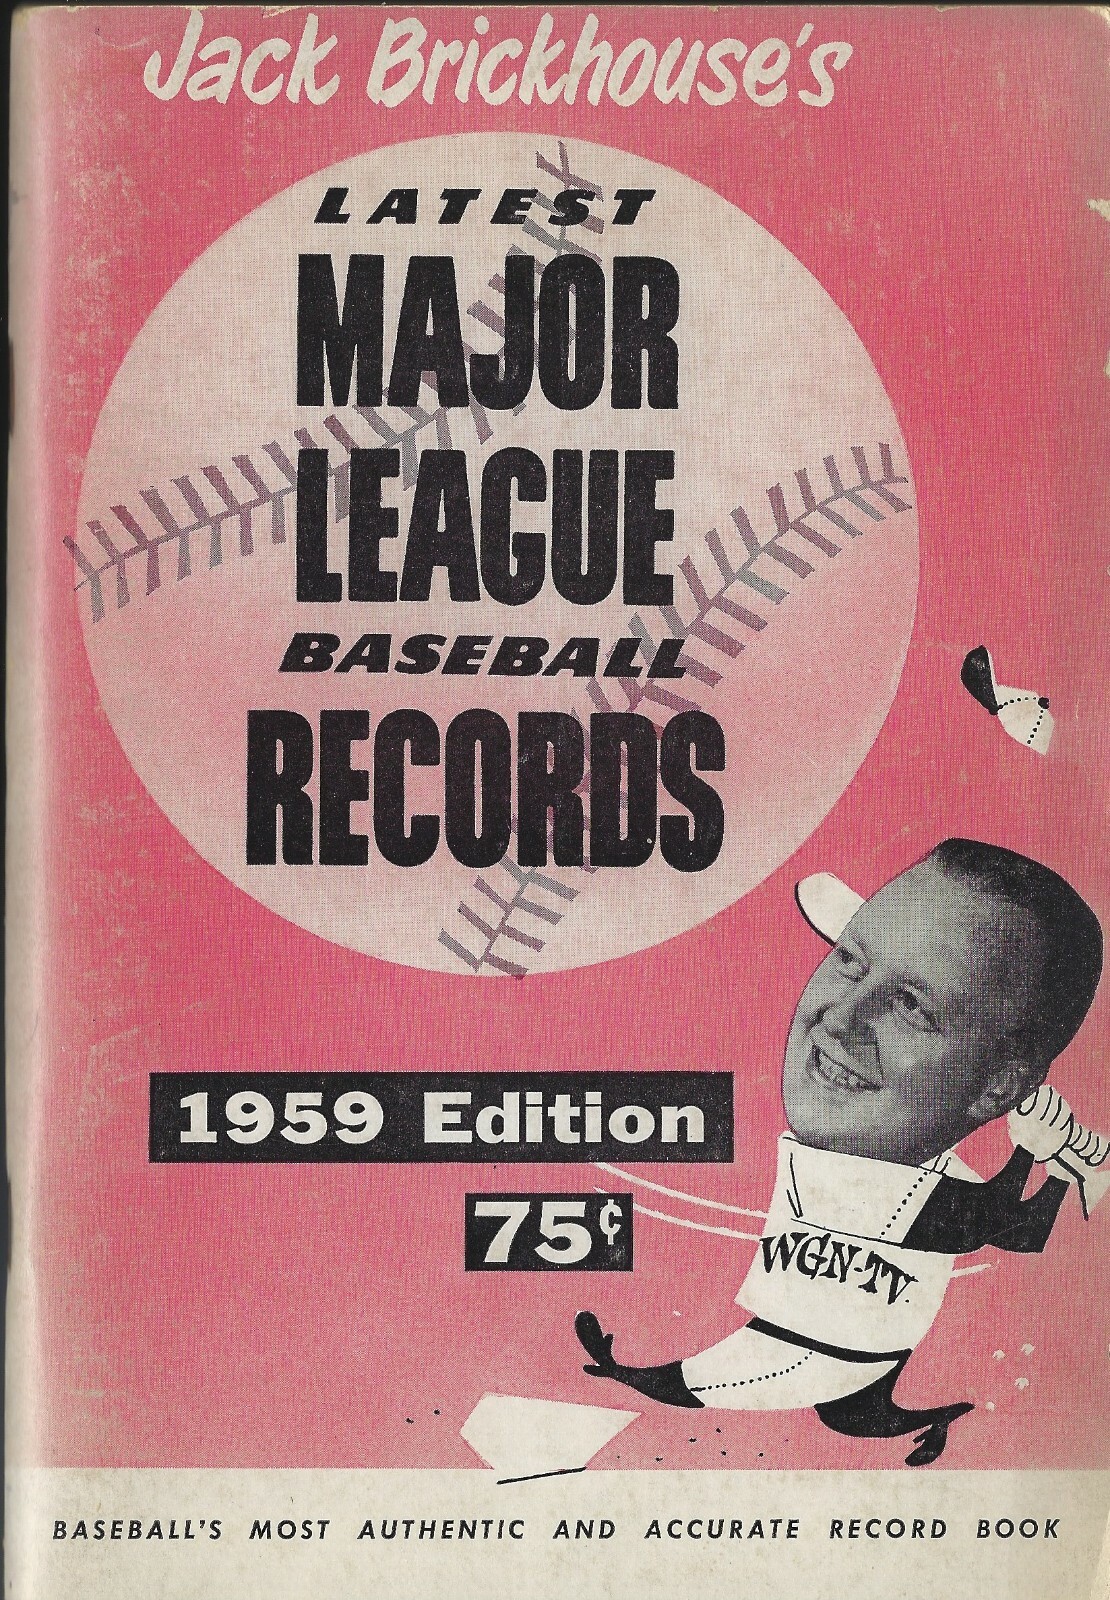 Jack Brickhouse's
LATEST
MAJOR
LEAGUE
BASEBALL
RECORDS
1959 Edition
75¢
WGN-TV
BASEBALL'S MOST AUTHENTIC AND ACCURATE RECORD BOOK